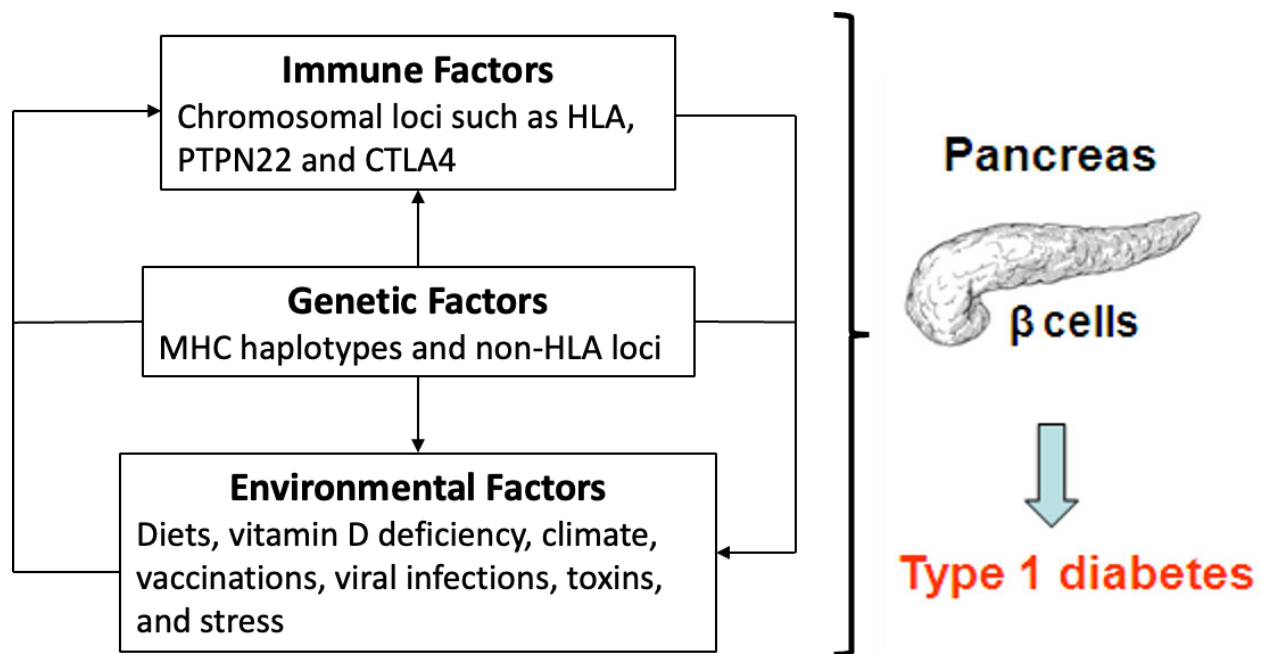 Immune Factors
Chromosomal loci such as HLA,
PTPN22 and CTLA4
Genetic Factors
MHC haplotypes and non-HLA loci
Environmental Factors
Diets, vitamin D deficiency, climate,
vaccinations, viral infections, toxins,
and stress
Pancreas
β cells
Type 1 diabetes